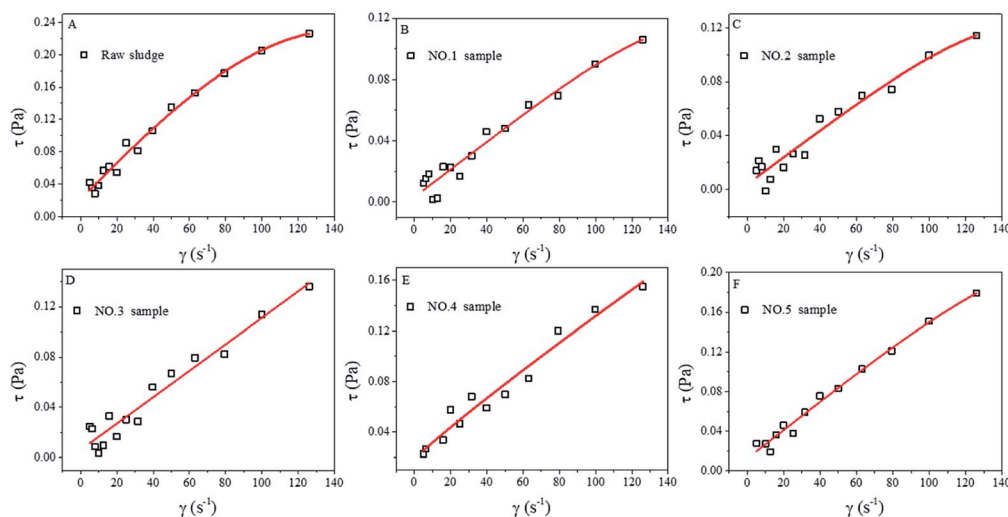 A
Raw sludge
τ (Pa)
0.24
0.20
0.16
0.12
0.08
0.04
0.00
0 20 40 60 80 100 120 140
γ (s⁻¹)
B
NO.1 sample
τ (Pa)
0.12
0.08
0.04
0.00
0 20 40 60 80 100 120 140
γ (s⁻¹)
C
NO.2 sample
τ (Pa)
0.12
0.08
0.04
0.00
0 20 40 60 80 100 120 140
γ (s⁻¹)
D
NO.3 sample
τ (Pa)
0.12
0.08
0.04
0.00
0 20 40 60 80 100 120 140
γ (s⁻¹)
E
NO.4 sample
τ (Pa)
0.16
0.12
0.08
0.04
0 20 40 60 80 100 120 140
γ (s⁻¹)
F
NO.5 sample
τ (Pa)
0.20
0.16
0.12
0.08
0.04
0.00
0 20 40 60 80 100 120 140
γ (s⁻¹)